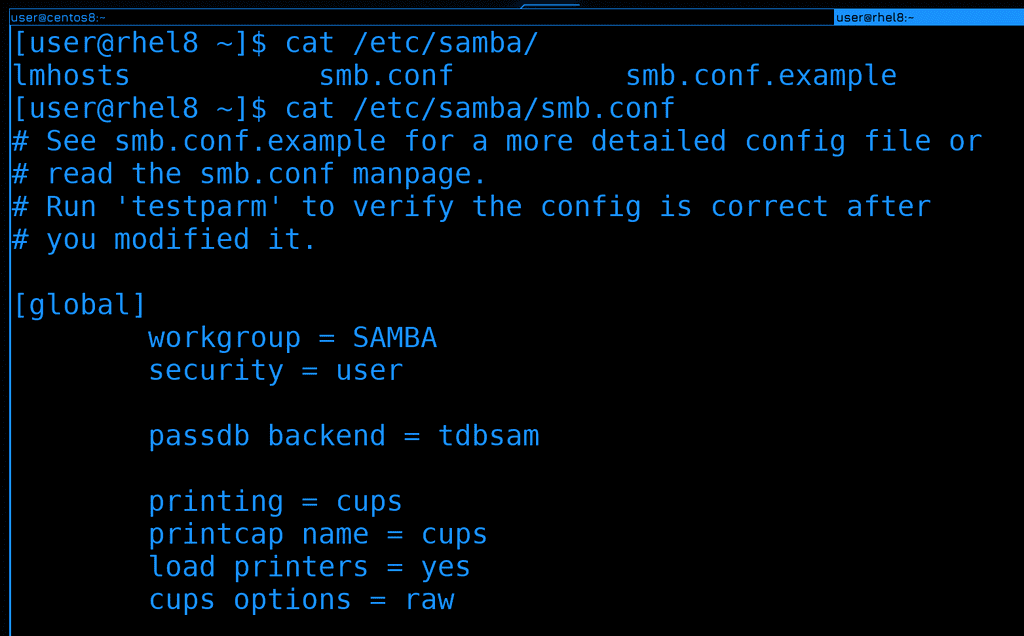 user@centos8:~ user@rhel8:~
[user@rhel8 ~]$ cat /etc/samba/
lmhosts smb.conf smb.conf.example
[user@rhel8 ~]$ cat /etc/samba/smb.conf
# See smb.conf.example for a more detailed config file or
# read the smb.conf manpage.
# Run 'testparm' to verify the config is correct after
# you modified it.
[global]
workgroup = SAMBA
security = user
passdb backend = tdbsam
printing = cups
printcap name = cups
load printers = yes
cups options = raw